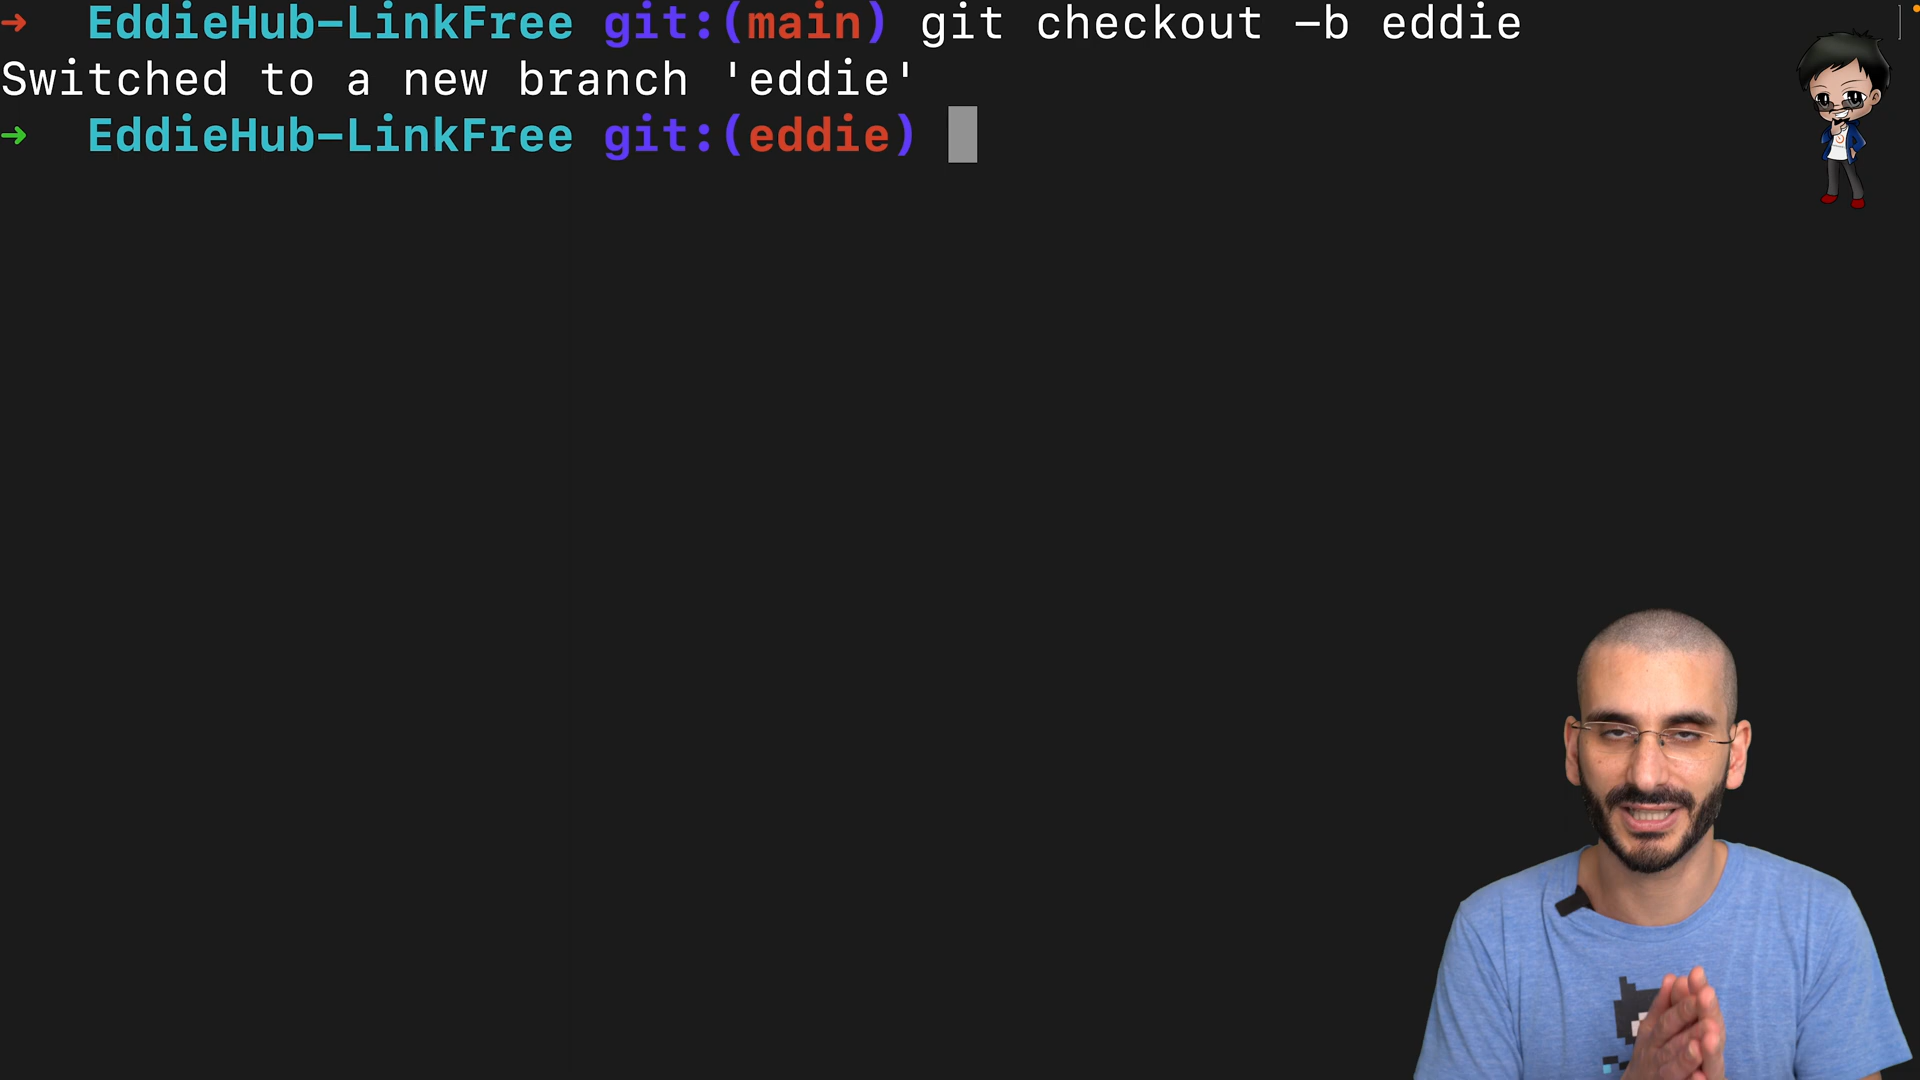 ➜ EddieHub-LinkFree git:(main) git checkout -b eddie
Switched to a new branch 'eddie'
➜ EddieHub-LinkFree git:(eddie)